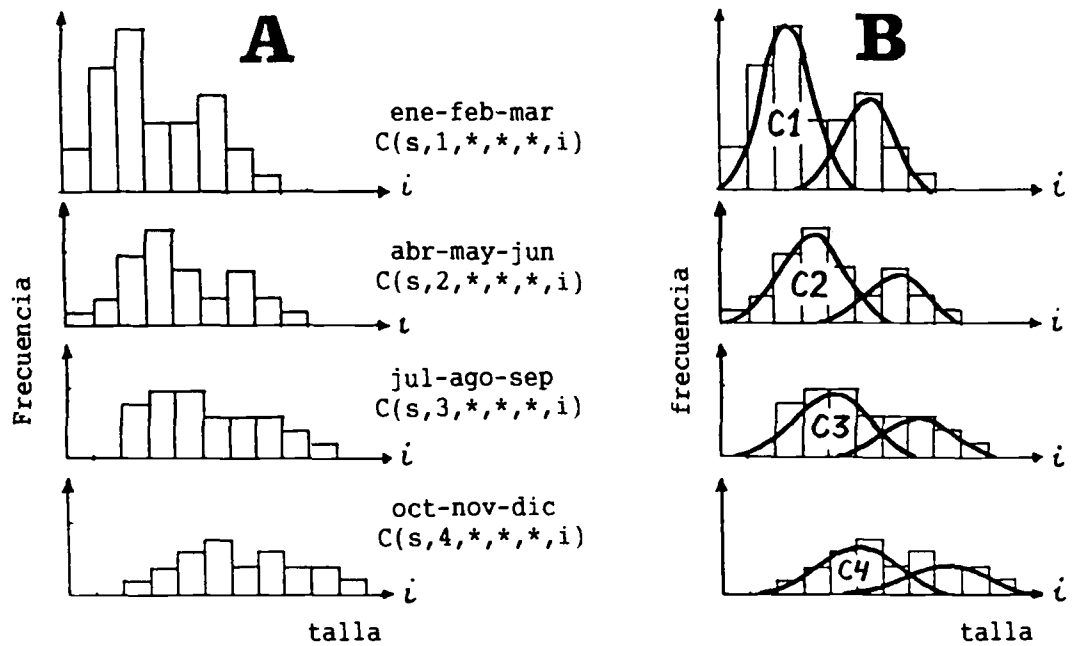 A
Frecuencia
ene-feb-mar
C(s,1,*,*,*,i)
i
abr-may-jun
C(s,2,*,*,*,i)
i
jul-ago-sep
C(s,3,*,*,*,i)
i
oct-nov-dic
C(s,4,*,*,*,i)
i
talla
B
frecuencia
C1
i
C2
i
C3
i
C4
i
talla